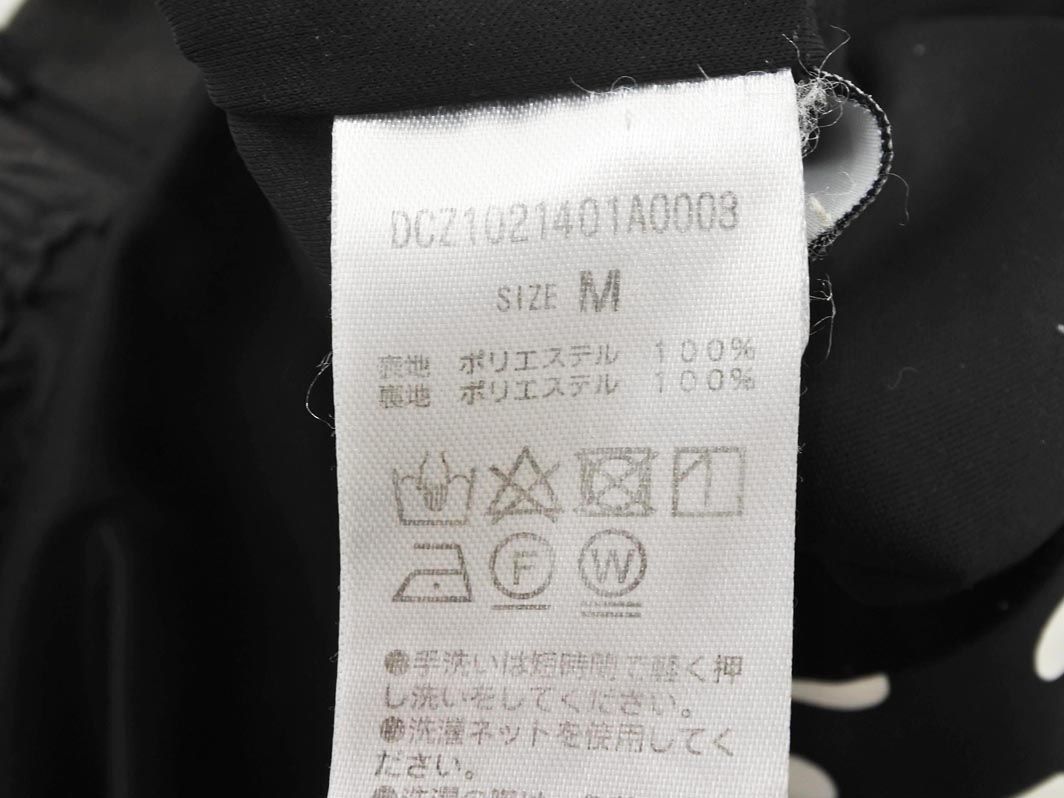 DCZ1021401A0003
SIZE M
表地 ポリエステル 100%
裏地 ポリエステル 100%
F W
●手洗いは短時間で軽く押
し洗いをしてください。
●洗濯ネットを使用してく
ださい。